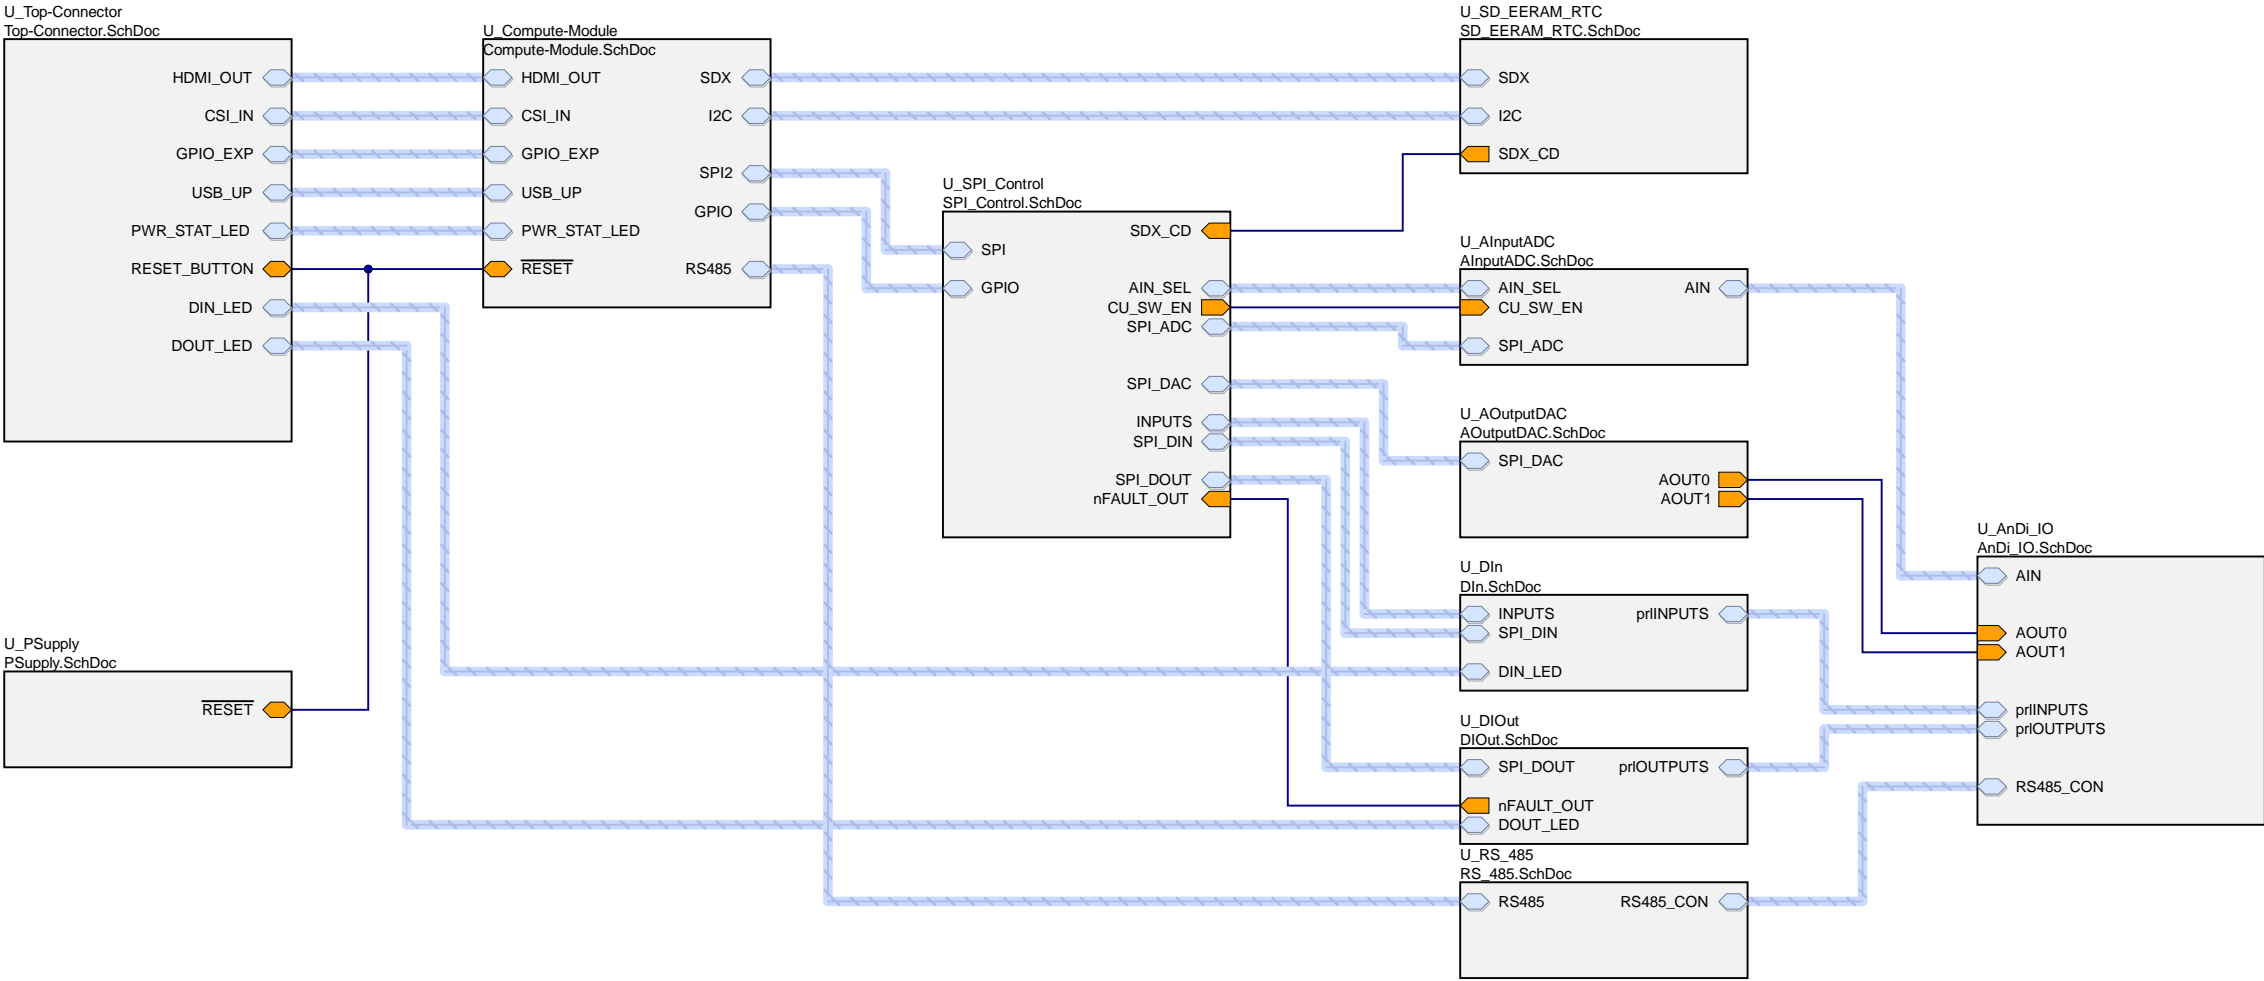 U_Top-Connector
Top-Connector.SchDoc
HDMI_OUT
CSI_IN
GPIO_EXP
USB_UP
PWR_STAT_LED
RESET_BUTTON
DIN_LED
DOUT_LED
U_PSupply
PSupply.SchDoc
RESET
U_Compute-Module
Compute-Module.SchDoc
HDMI_OUT SDX
CSI_IN I2C
GPIO_EXP
SPI2
USB_UP
GPIO
PWR_STAT_LED
RESET RS485
U_SPI_Control
SPI_Control.SchDoc
SDX_CD
SPI
GPIO AIN_SEL
CU_SW_EN
SPI_ADC
SPI_DAC
INPUTS
SPI_DIN
SPI_DOUT
nFAULT_OUT
U_SD_EERAM_RTC
SD_EERAM_RTC.SchDoc
SDX
I2C
SDX_CD
U_AInputADC
AInputADC.SchDoc
AIN_SEL AIN
CU_SW_EN
SPI_ADC
U_AOutputDAC
AOutputDAC.SchDoc
SPI_DAC
AOUT0
AOUT1
U_DIn
DIn.SchDoc
INPUTS prlINPUTS
SPI_DIN
DIN_LED
U_DIOut
DIOut.SchDoc
SPI_DOUT prlOUTPUTS
nFAULT_OUT
DOUT_LED
U_RS_485
RS_485.SchDoc
RS485 RS485_CON
U_AnDi_IO
AnDi_IO.SchDoc
AIN
AOUT0
AOUT1
prlINPUTS
prlOUTPUTS
RS485_CON